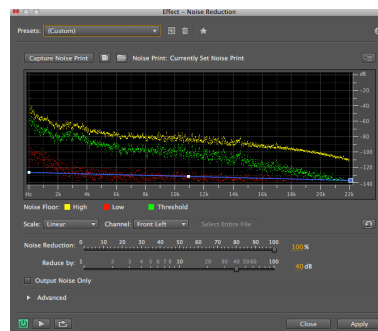 Effect - Noise Reduction
Presets: (Custom)
Capture Noise Print Noise Print: Currently Set Noise Print
dB
-20
-40
-60
-80
-100
-120
-140
Hz 2k 4k 6k 8k 10k 12k 14k 16k 18k 20k 22k
Noise Floor: High Low Threshold
Scale: Linear Channel: Front Left Select Entire File
Noise Reduction: 0 10 20 30 40 50 60 70 80 90 100 100 %
Reduce by: 1 2 3 4 5 6 7 8 10 20 30 40 50 60 100 40 dB
Output Noise Only
Advanced
Close Apply